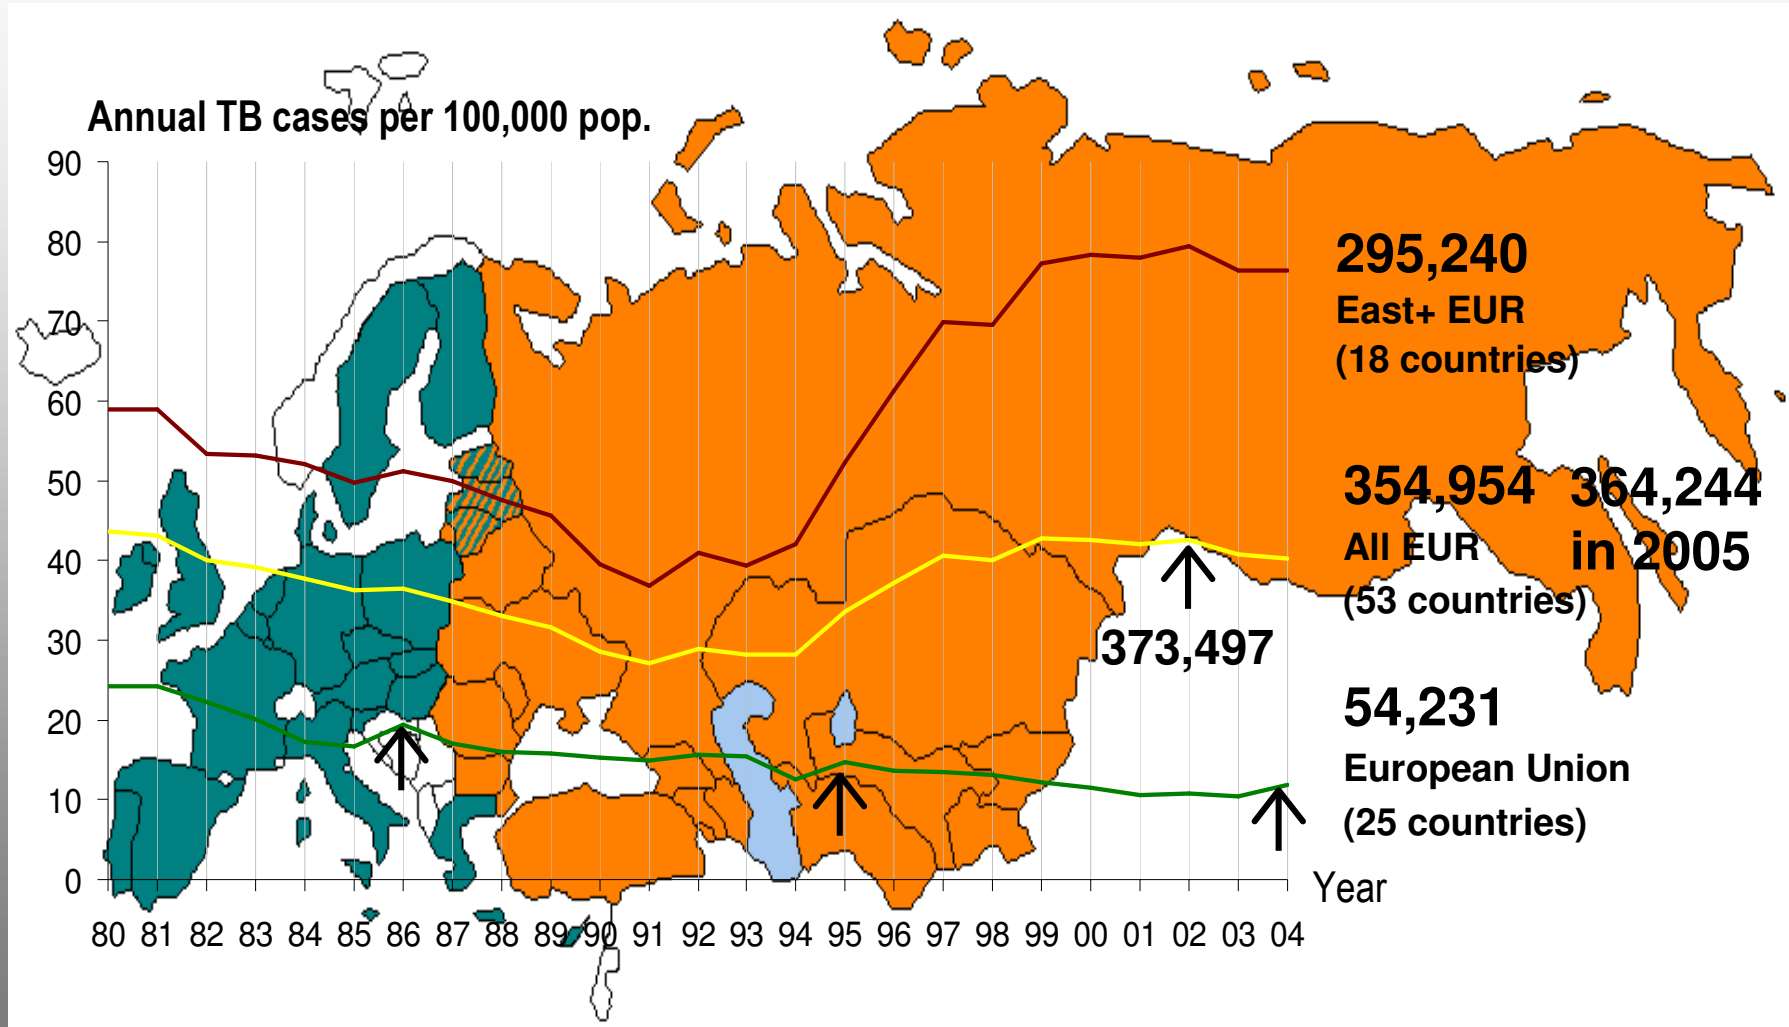 Annual TB cases per 100,000 pop.
90
80
70
60
50
40
30
20
10
0
295,240
East+ EUR
(18 countries)
354,954 364,244
All EUR in 2005
(53 countries)
373,497
54,231
European Union
(25 countries)
Year
80 81 82 83 84 85 86 87 88 89 90 91 92 93 94 95 96 97 98 99 00 01 02 03 04